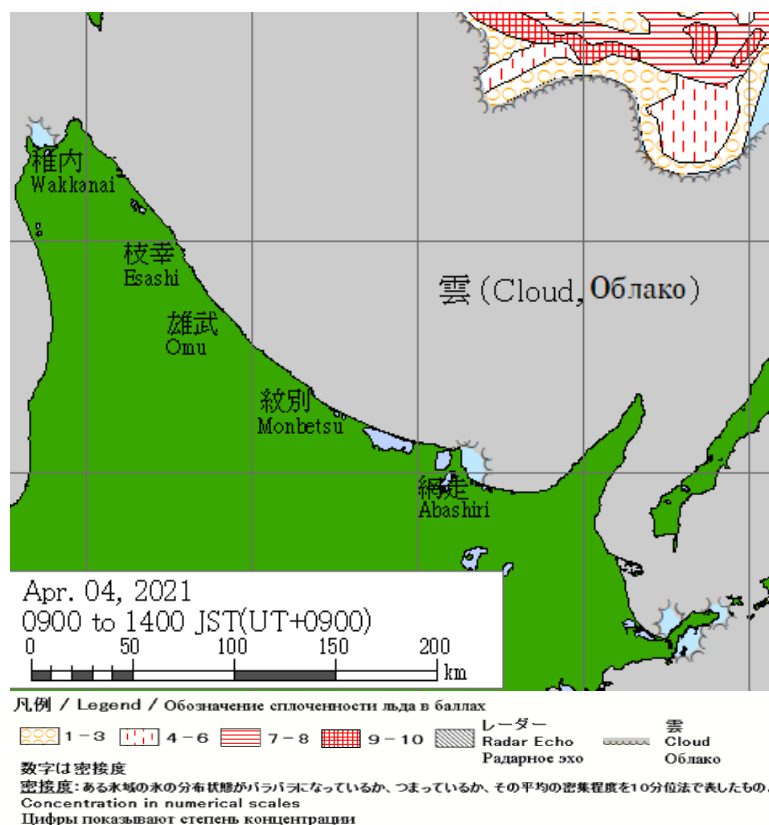 稚内
Wakkanai
枝幸
Esashi
雲(Cloud,Облако)
雄武
Omu
紋別
Monbetsu
網走
Abashiri
Apr. 04, 2021
0900 to 1400 JST(UT+0900)
0 50 100 150 200
km
凡例 / Legend / Обозначение сплоченности льда в баллах
1-3 4-6 7-8 9-10
レーダー
Radar Echo
Радарное эхо
雲
Cloud
Облако
数字は密接度
密接度:ある氷域の氷の分布状態がバラバラになっているか、つまっているか、その平均の密集程度を10分位法で表したもの。
Concentration in numerical scales
Цифры показывают степень концентрации